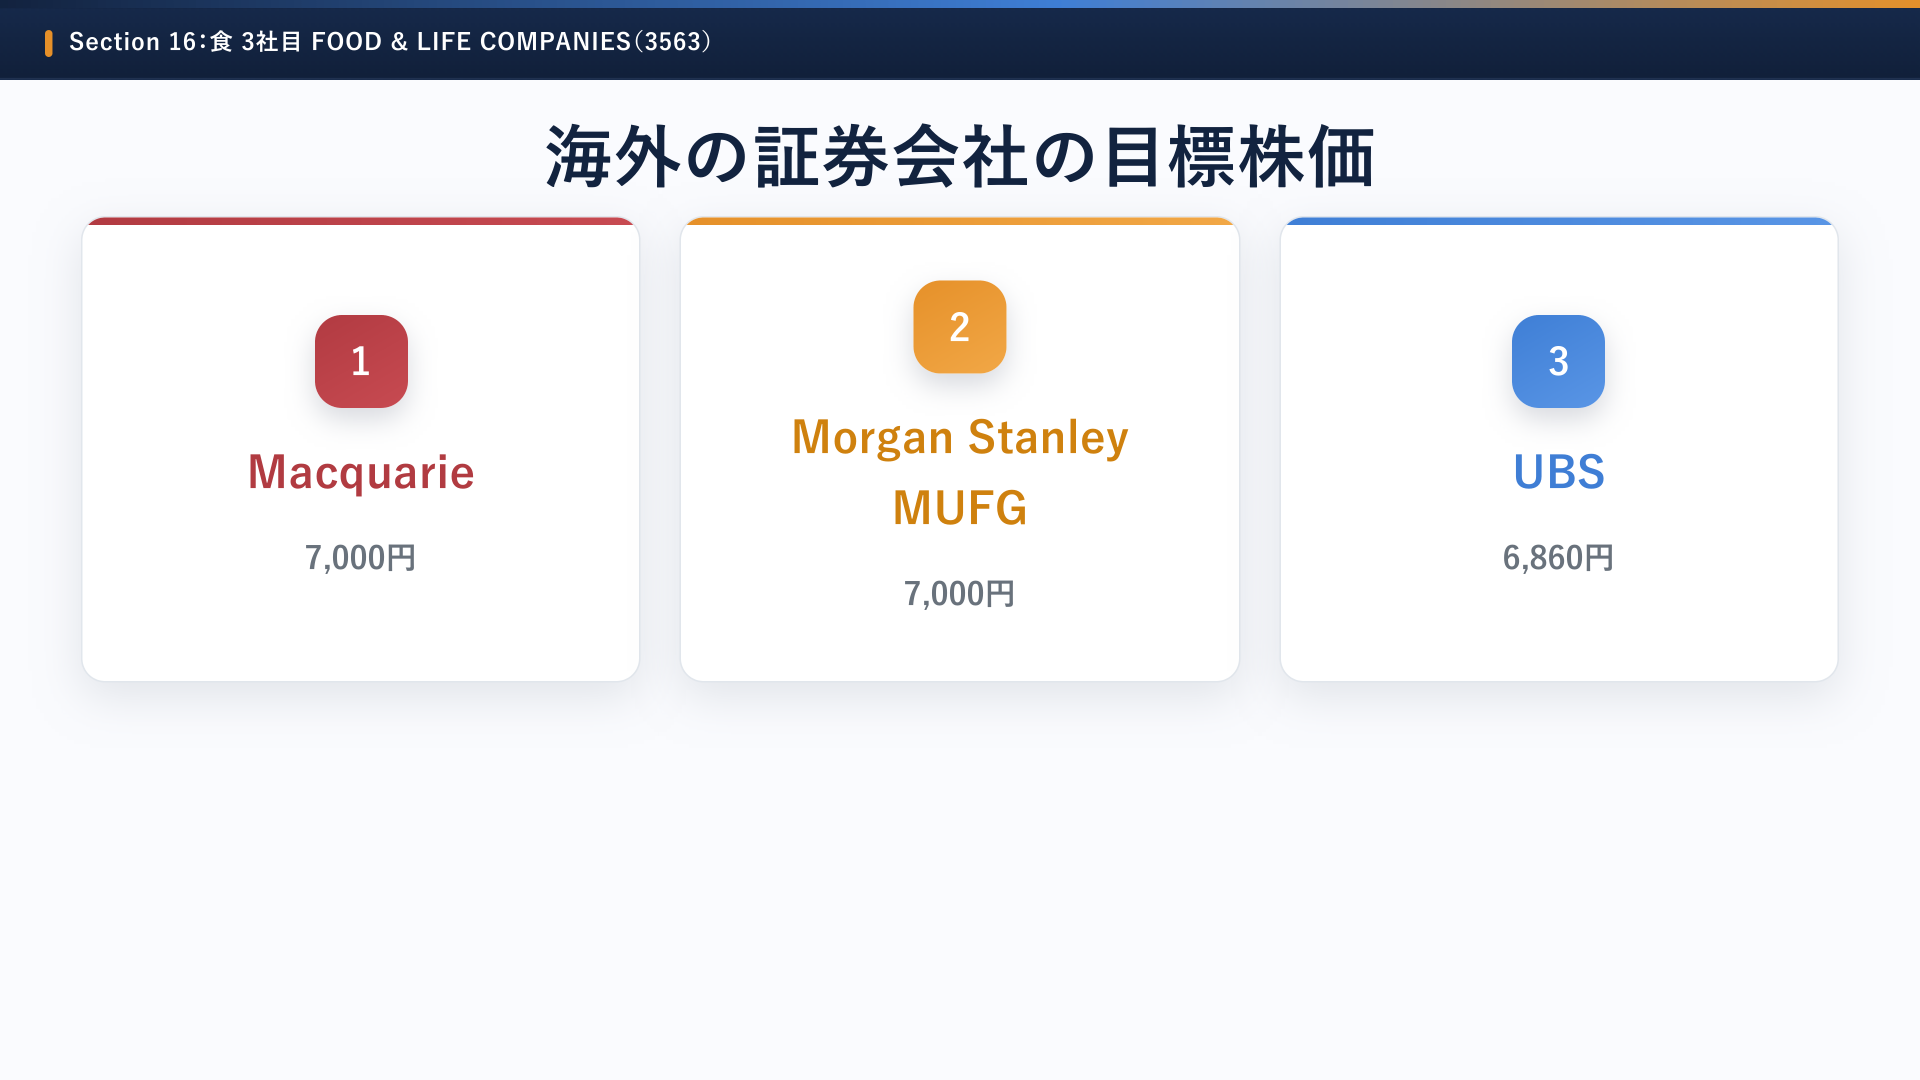 Section 16：食 3社目 FOOD & LIFE COMPANIES（3563）
海外の証券会社の目標株価
1
Macquarie
7,000円
2
Morgan Stanley
MUFG
7,000円
3
UBS
6,860円